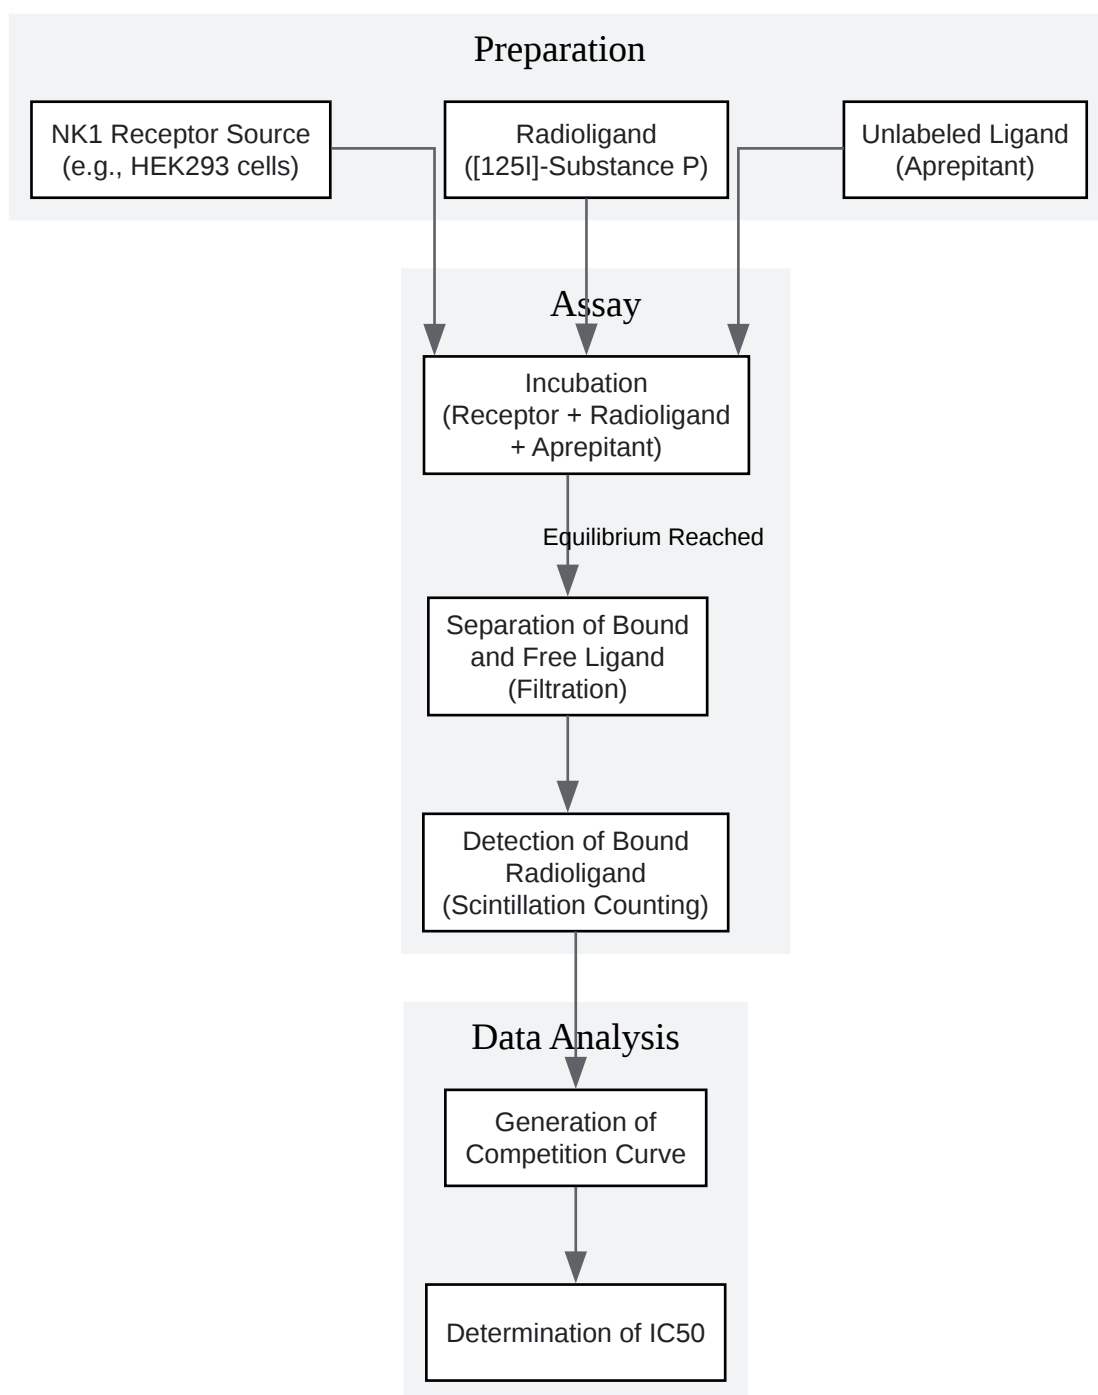 Preparation
NK1 Receptor Source
(e.g., HEK293 cells)
Radioligand
([125I]-Substance P)
Unlabeled Ligand
(Aprepitant)
Assay
Incubation
(Receptor + Radioligand
+ Aprepitant)
Equilibrium Reached
Separation of Bound
and Free Ligand
(Filtration)
Detection of Bound
Radioligand
(Scintillation Counting)
Data Analysis
Generation of
Competition Curve
Determination of IC50